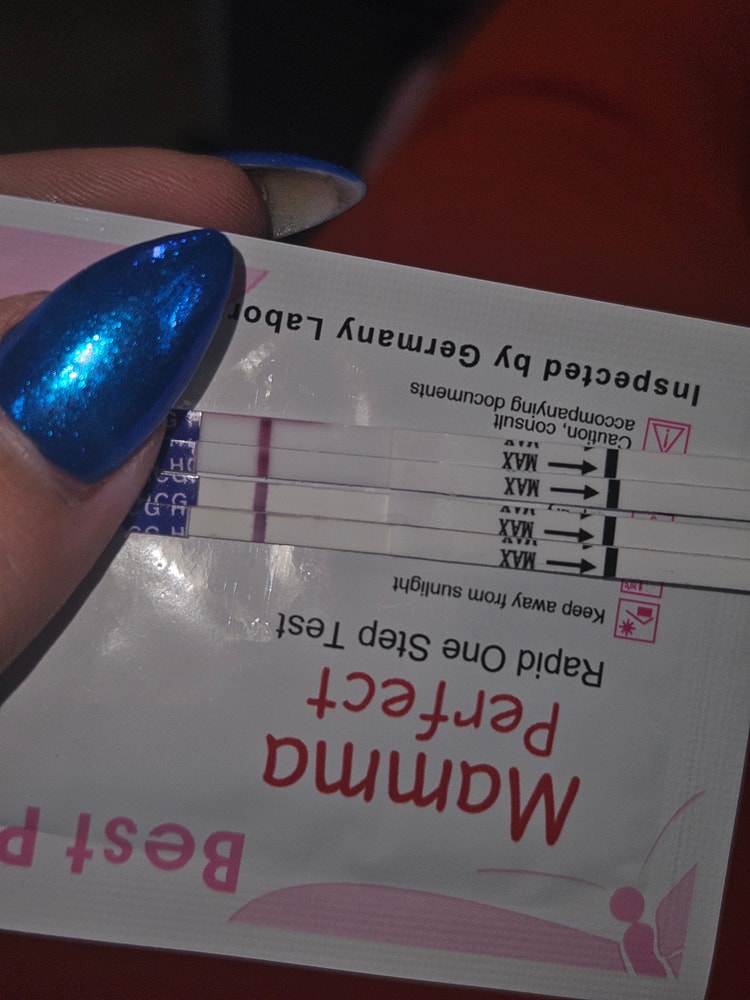 Best P
Mamma
Perfect
Rapid One Step Test
Keep away from sunlight
MAX
MAX
MAX
MAX
CG H
Caution, consult
accompanying documents
Inspected by Germany Labor